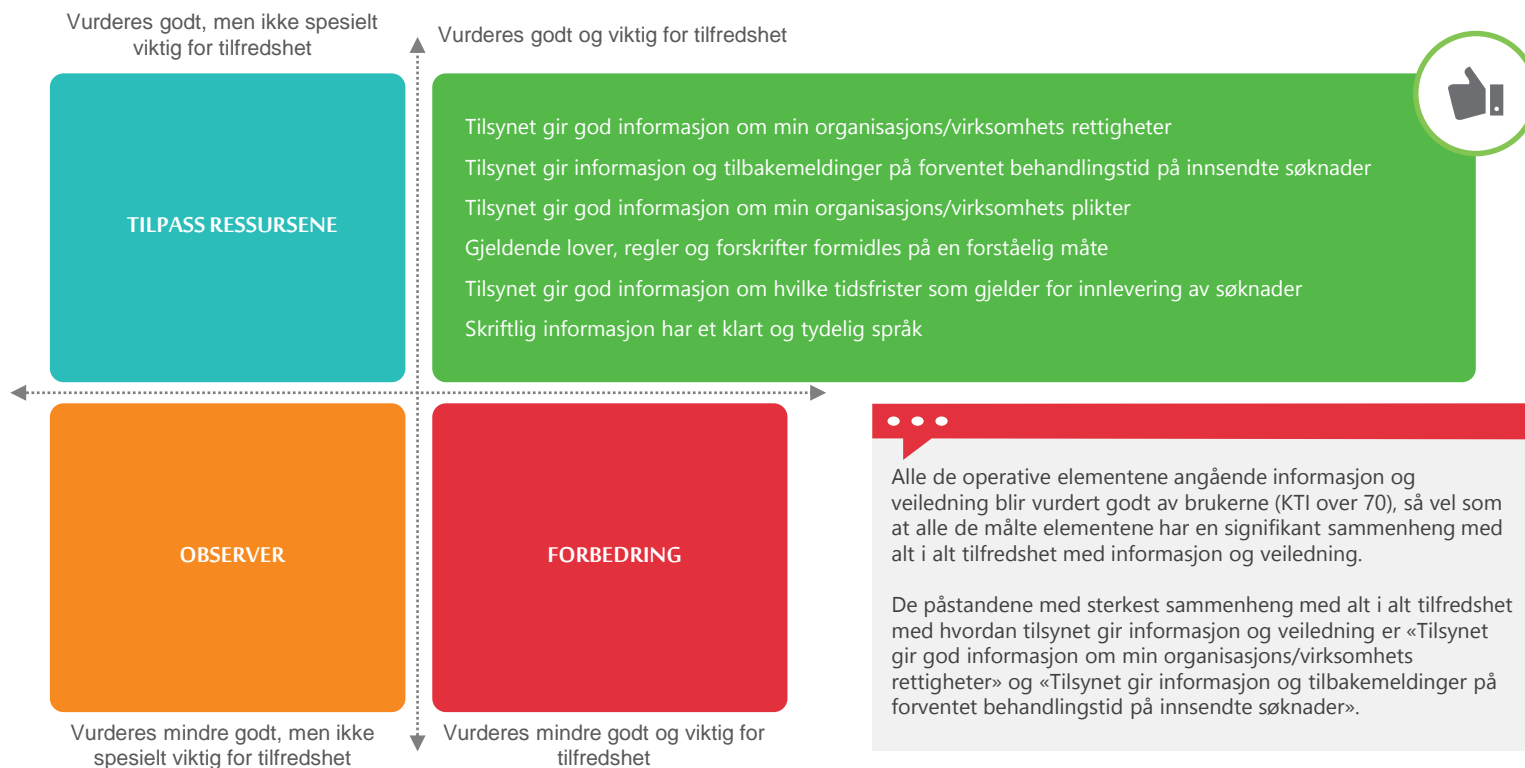 Vurderes godt, men ikke spesielt
viktig for tilfredshet
Vurderes godt og viktig for tilfredshet
TILPASS RESSURSENE
Tilsynet gir god informasjon om min organisasjons/virksomhets rettigheter
Tilsynet gir informasjon og tilbakemeldinger på forventet behandlingstid på innsendte søknader
Tilsynet gir god informasjon om min organisasjons/virksomhets plikter
Gjeldende lover, regler og forskrifter formidles på en forståelig måte
Tilsynet gir god informasjon om hvilke tidsfrister som gjelder for innlevering av søknader
Skriftlig informasjon har et klart og tydelig språk
OBSERVER
FORBEDRING
Alle de operative elementene angående informasjon og
veiledning blir vurdert godt av brukerne (KTI over 70), så vel som
at alle de målte elementene har en signifikant sammenheng med
alt i alt tilfredshet med informasjon og veiledning.
De påstandene med sterkest sammenheng med alt i alt tilfredshet
med hvordan tilsynet gir informasjon og veiledning er «Tilsynet
gir god informasjon om min organisasjons/virksomhets
rettigheter» og «Tilsynet gir informasjon og tilbakemeldinger på
forventet behandlingstid på innsendte søknader».
Vurderes mindre godt, men ikke
spesielt viktig for tilfredshet
Vurderes mindre godt og viktig for
tilfredshet